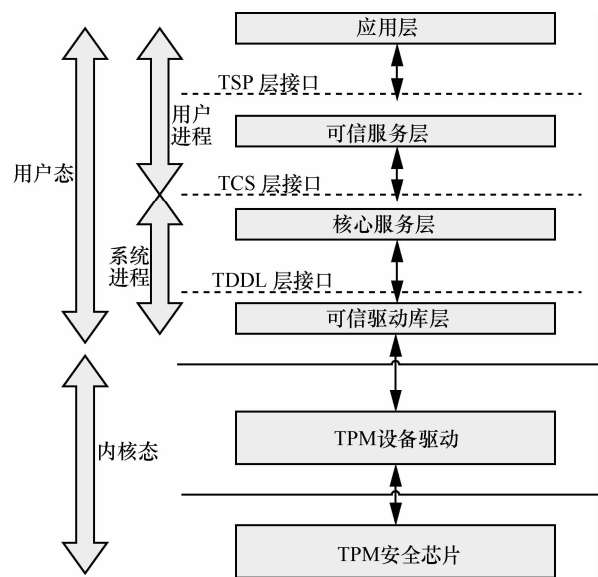 应用层
TSP 层接口
用户
进程
可信服务层
用户态
TCS 层接口
核心服务层
系统
进程
TDDL 层接口
可信驱动库层
TPM设备驱动
内核态
TPM安全芯片